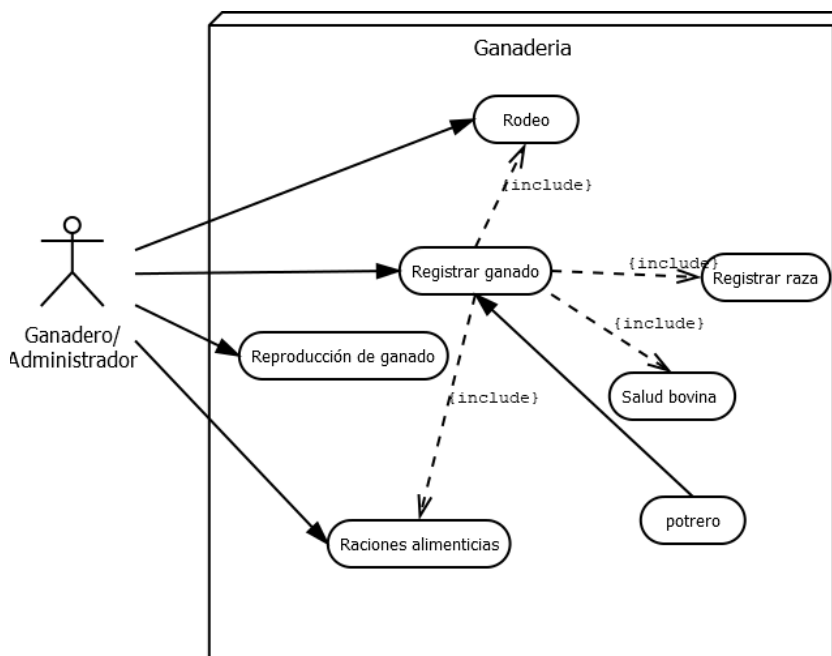 Ganaderia
Rodeo
{include}
Registrar ganado
{include}
Registrar raza
Ganadero/
Administrador
Reproducción de ganado
{include}
Salud bovina
{include}
potrero
Raciones alimenticias